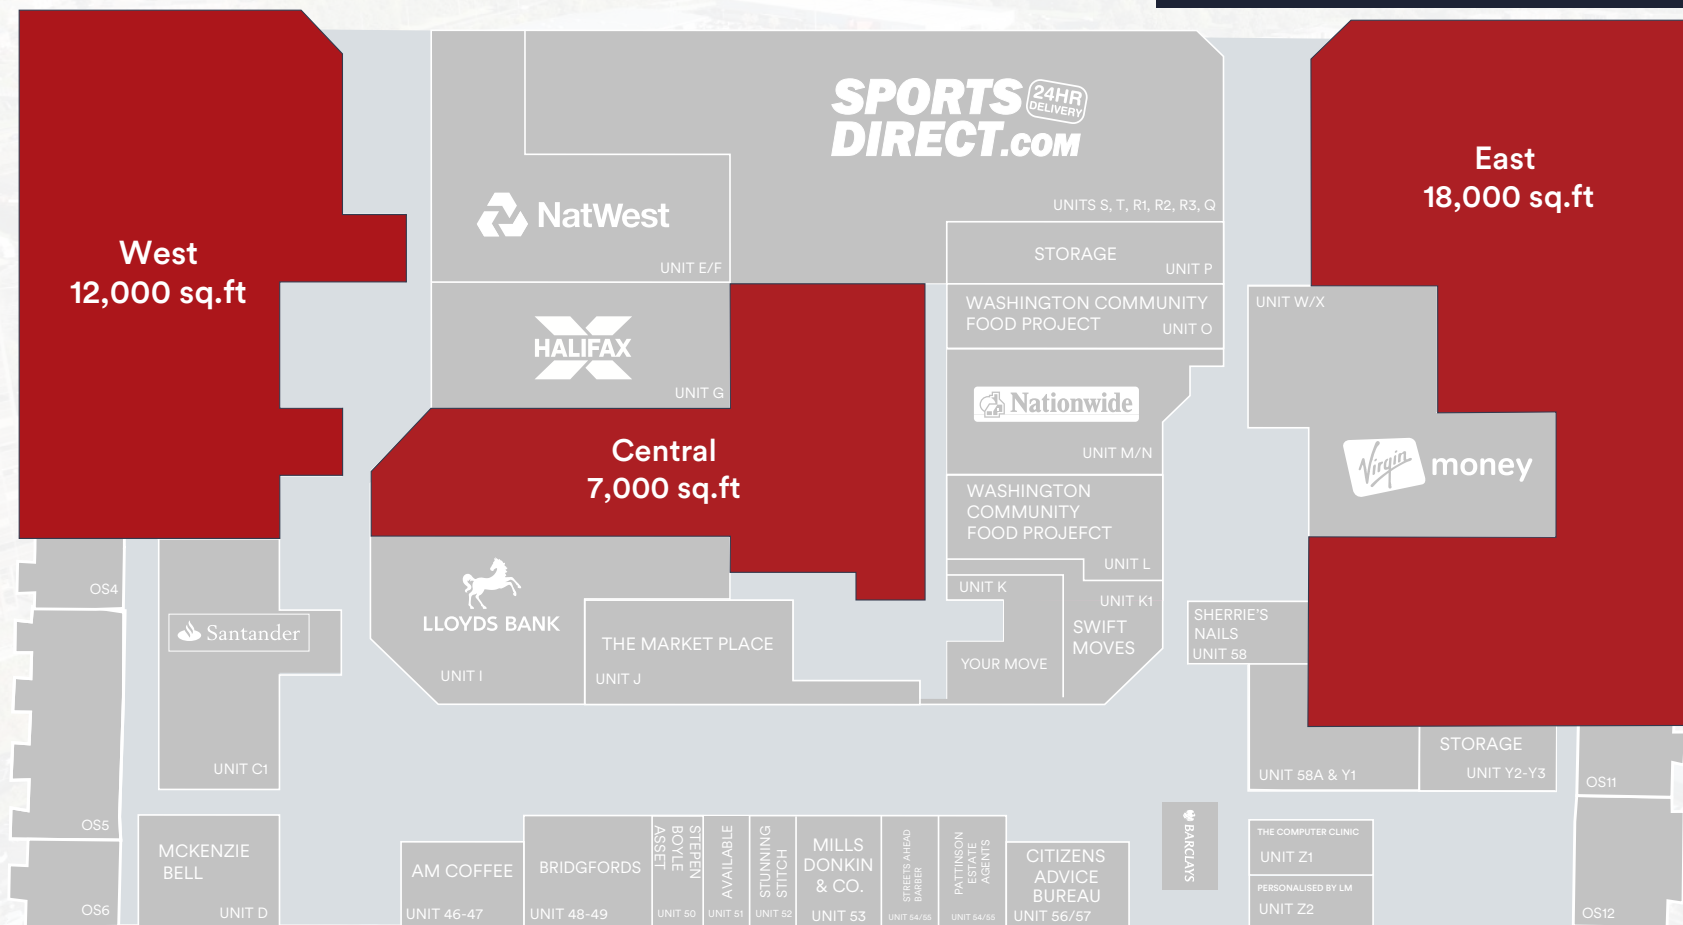 SPORTS
DIRECT.COM
24HR
DELIVERY
UNITS S, T, R1, R2, R3, Q
East
18,000 sq.ft
West
12,000 sq.ft
NatWest
UNIT E/F
STORAGE
UNIT P
WASHINGTON COMMUNITY
FOOD PROJECT
UNIT O
UNIT W/X
HALIFAX
UNIT G
Nationwide
UNIT M/N
Central
7,000 sq.ft
Virgin money
WASHINGTON
COMMUNITY
FOOD PROJEFCT
UNIT L
OS4
LLOYDS BANK
UNIT I
UNIT K
UNIT K1
SWIFT
MOVES
YOUR MOVE
Santander
THE MARKET PLACE
UNIT J
SHERRIE'S
NAILS
UNIT 58
UNIT C1
STORAGE
UNIT Y2-Y3
UNIT 58A & Y1
OS11
OS5
MCKENZIE
BELL
UNIT D
OS6
AM COFFEE
UNIT 46-47
BRIDGFORDS
UNIT 48-49
STEPEN
BOYLE
ASSET
UNIT 50
AVAILABLE
UNIT 51
STUNNING
STITCH
UNIT 52
MILLS
DONKIN
& CO.
UNIT 53
STREETS AHEAD
BARBER
UNIT 54/55
PATTINSON
ESTATE
AGENTS
UNIT 54/55
CITIZENS
ADVICE
BUREAU
UNIT 56/57
BARCLAYS
THE COMPUTER CLINIC
UNIT Z1
PERSONALISED BY LM
UNIT Z2
OS12